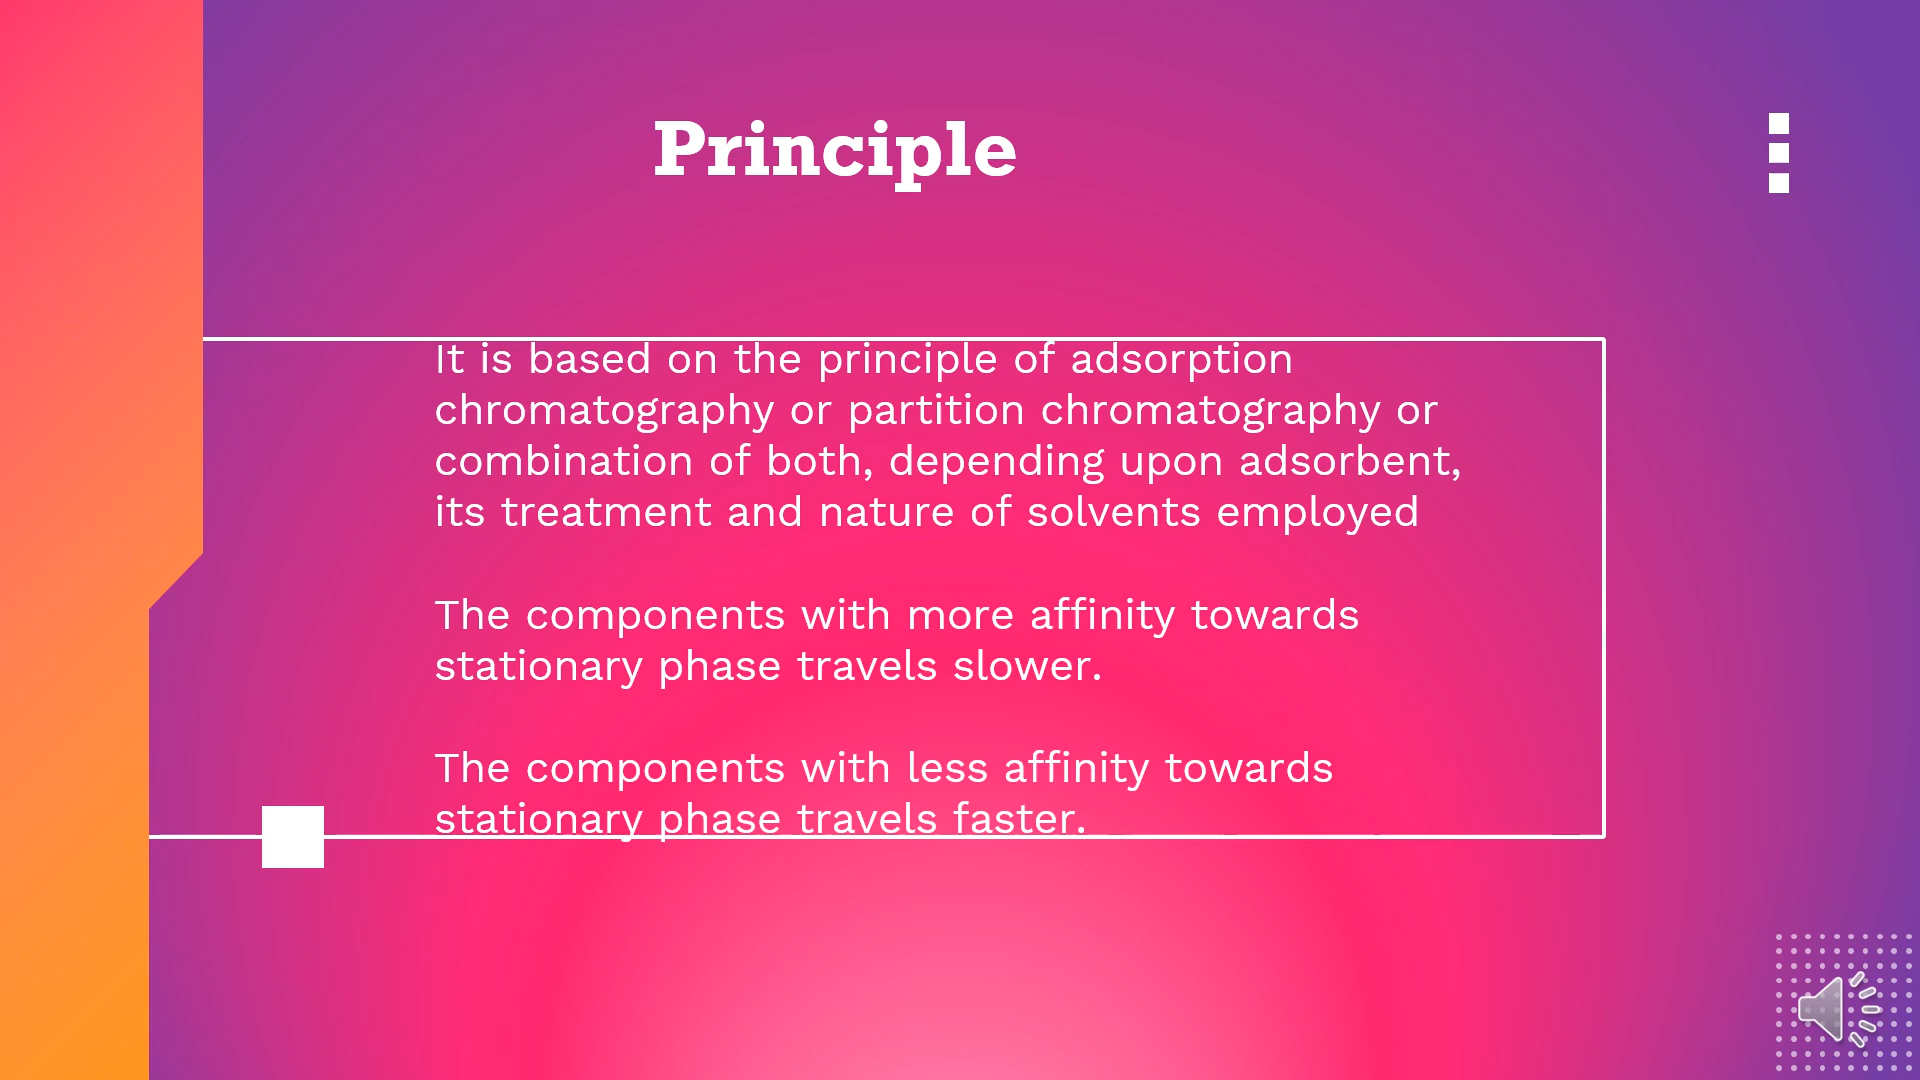 Principle
It is based on the principle of adsorption
chromatography or partition chromatography or
combination of both, depending upon adsorbent,
its treatment and nature of solvents employed
The components with more affinity towards
stationary phase travels slower.
The components with less affinity towards
stationary phase travels faster.